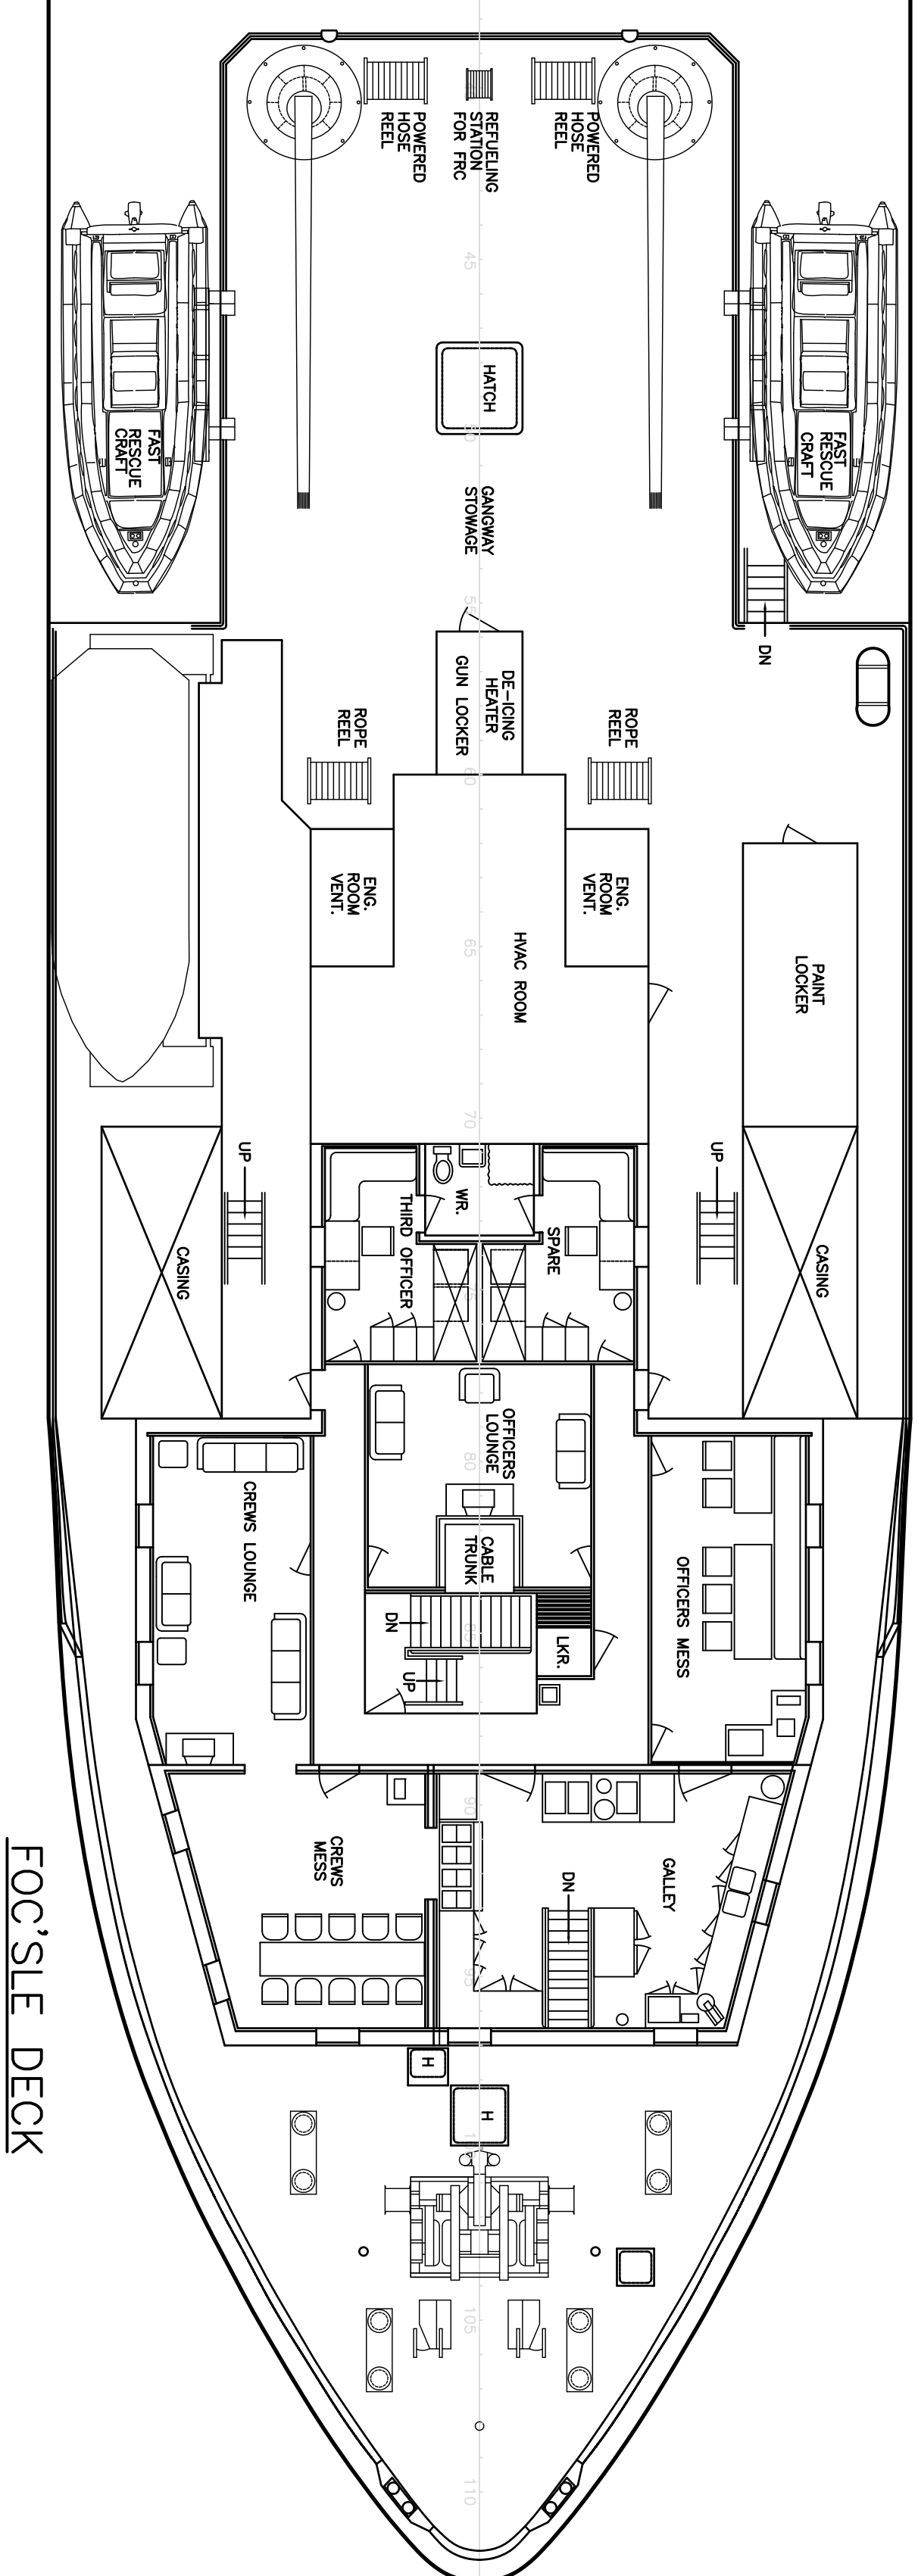 POWERED
HOSE
REEL
REFUELING
STATION
FOR FRC
POWERED
HOSE
REEL
45
HATCH
50
FAST
RESCUE
CRAFT
FAST
RESCUE
CRAFT
GANGWAY
STOWAGE
55
DN
DE-ICING
HEATER
GUN LOCKER
ROPE
REEL
ROPE
REEL
60
ENG.
ROOM
VENT.
ENG.
ROOM
VENT.
65
HVAC ROOM
PAINT
LOCKER
70
UP
UP
WR.
THIRD OFFICER
SPARE
75
CASING
CASING
OFFICERS
LOUNGE
80
CREWS LOUNGE
CABLE
TRUNK
OFFICERS MESS
DN
85
LKR.
UP
90
CREWS
MESS
GALLEY
DN
95
H
H
105
110
FOC'SLE DECK